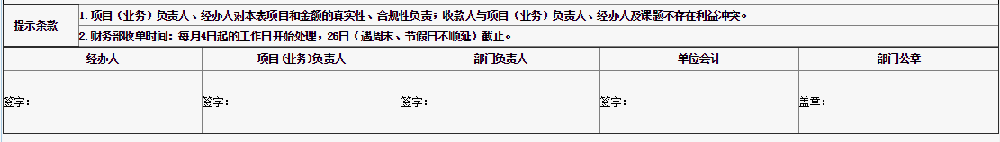 提示条款
1.项目（业务）负责人、经办人对本表项目和金额的真实性、合规性负责；收款人与项目（业务）负责人、经办人及课题不存在利益冲突。
2.财务部收单时间：每月4日起的工作日开始处理，26日（遇周末、节假日不顺延）截止。
经办人 项目(业务)负责人 部门负责人 单位会计 部门公章
签字： 签字： 签字： 签字： 盖章：